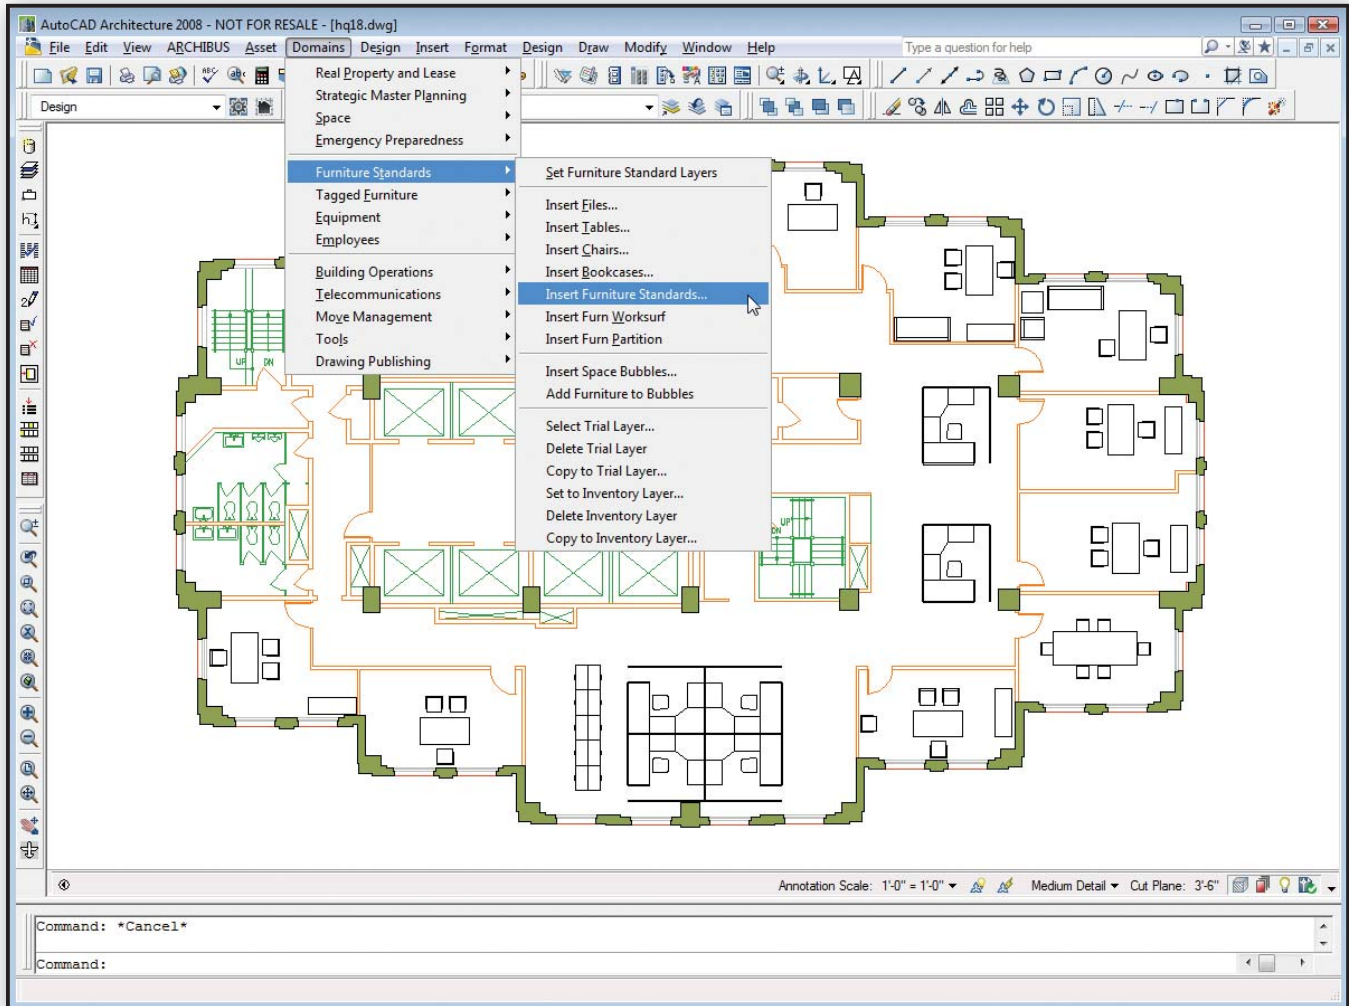 AutoCAD Architecture 2008 - NOT FOR RESALE - [hq18.dwg]
File Edit View ARCHIBUS Asset Domains Design Insert Format Design Draw Modify Window Help Type a question for help
Design
Real Property and Lease
Strategic Master Planning
Space
Emergency Preparedness
Furniture Standards
Tagged Furniture
Equipment
Employees
Building Operations
Telecommunications
Move Management
Tools
Drawing Publishing
Set Furniture Standard Layers
Insert Files...
Insert Tables...
Insert Chairs...
Insert Bookcases...
Insert Furniture Standards...
Insert Furn Worksurf
Insert Furn Partition
Insert Space Bubbles...
Add Furniture to Bubbles
Select Trial Layer...
Delete Trial Layer
Copy to Trial Layer...
Set to Inventory Layer...
Delete Inventory Layer
Copy to Inventory Layer...
UP DN
UP
DN
Annotation Scale: 1'-0" = 1'-0" Medium Detail Cut Plane: 3'-6"
Command: *Cancel*
Command: